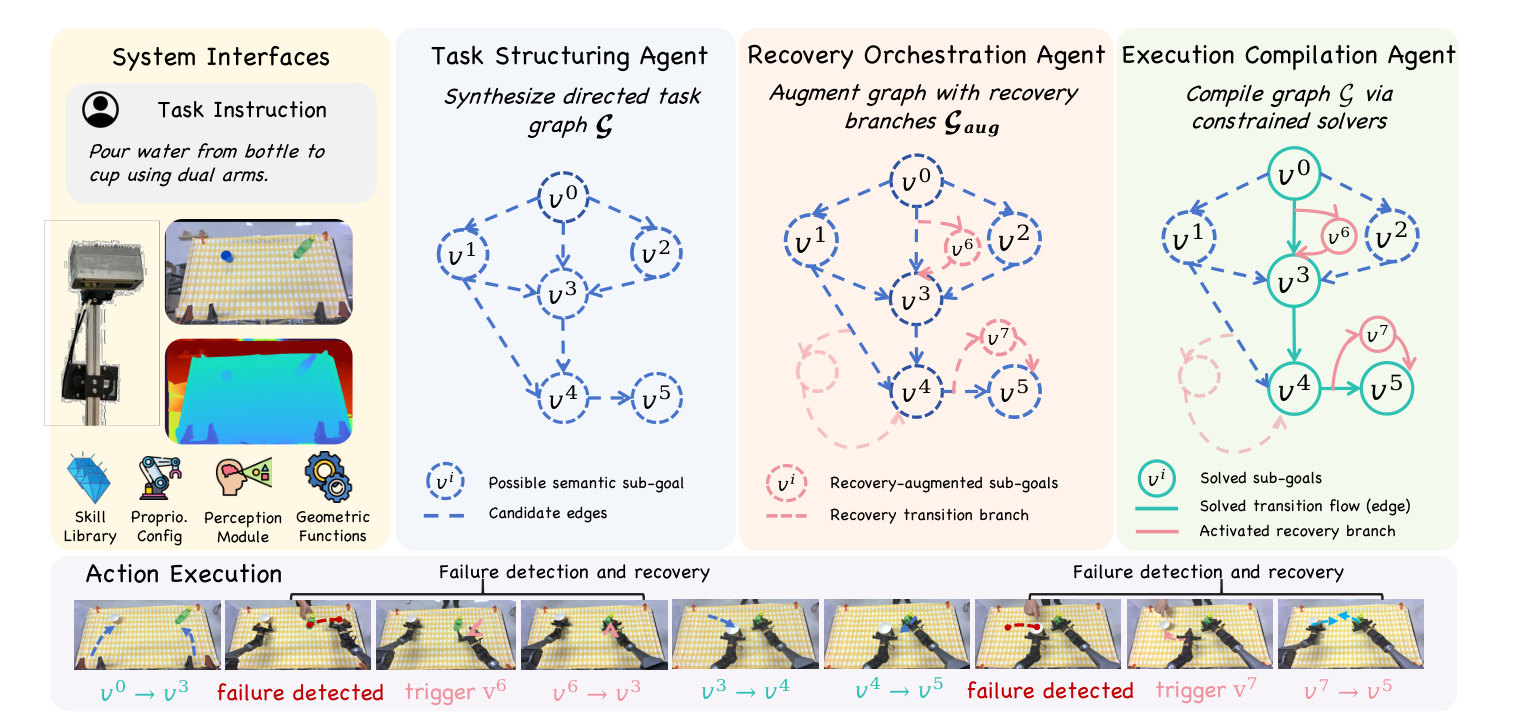 System Interfaces
Task Instruction
Pour water from bottle to
cup using dual arms.
Skill
Library
Proprio.
Config
Perception
Module
Geometric
Functions
Task Structuring Agent
Synthesize directed task
graph 𝓖
v⁰
v¹
v²
v³
v⁴
v⁵
vⁱ
Possible semantic sub-goal
Candidate edges
Recovery Orchestration Agent
Augment graph with recovery
branches 𝓖aug
v⁰
v¹
v⁶
v²
v³
v⁷
v⁴
v⁵
vⁱ
Recovery-augmented sub-goals
Recovery transition branch
Execution Compilation Agent
Compile graph 𝒢 via
constrained solvers
v⁰
v¹
v⁶
v²
v³
v⁷
v⁴
v⁵
vⁱ
Solved sub-goals
Solved transition flow (edge)
Activated recovery branch
Action Execution
Failure detection and recovery
Failure detection and recovery
v⁰ → v³
failure detected
trigger v⁶
v⁶ → v³
v³ → v⁴
v⁴ → v⁵
failure detected
trigger v⁷
v⁷ → v⁵